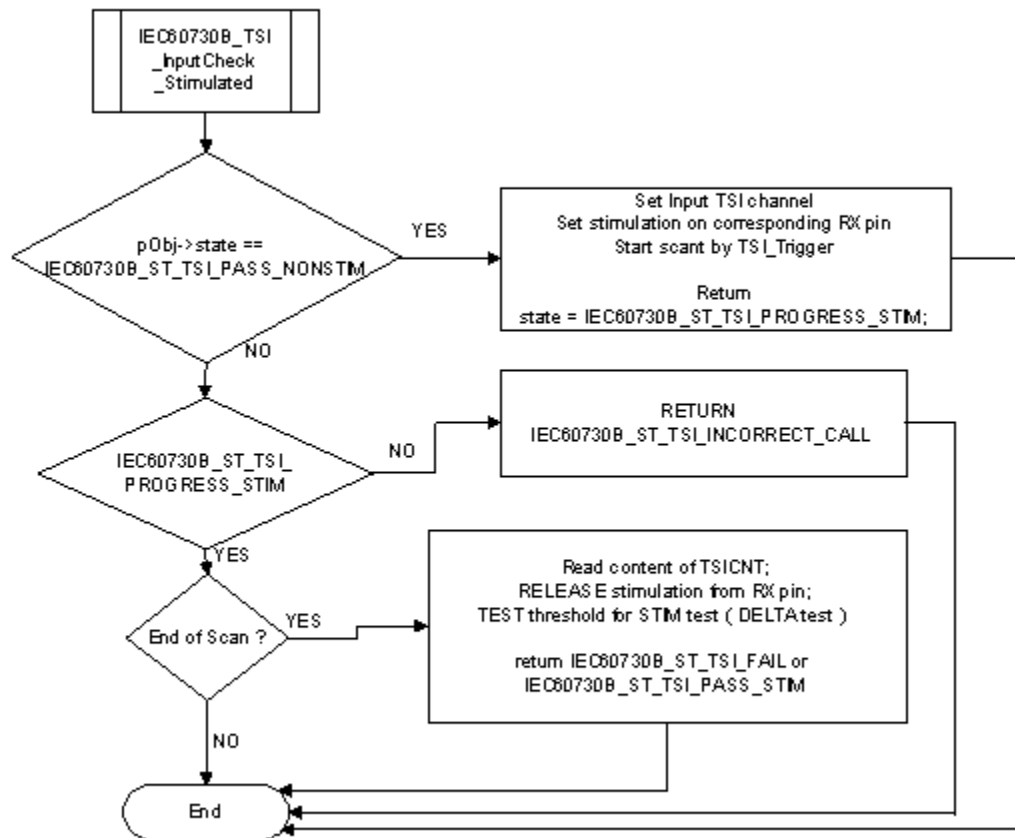 IEC60730B_TSI
_InputCheck
_Stimulated
pObj->state ==
IEC60730B_ST_TSI_PASS_NONSTIM
YES
Set Input TSI channel
Set stimulation on corresponding RX pin
Start scant by TSI_Trigger
Return
state = IEC60730B_ST_TSI_PROGRESS_STIM;
NO
IEC60730B_ST_TSI_
PROGRESS_STIM
NO
RETURN
IEC60730B_ST_TSI_INCORRECT_CALL
YES
End of Scan ?
YES
Read content of TSICNT;
RELEASE stimulation from RX pin;
TEST threshold for STIM test ( DELTA test )
return IEC60730B_ST_TSI_FAIL or
IEC60730B_ST_TSI_PASS_STIM
NO
End